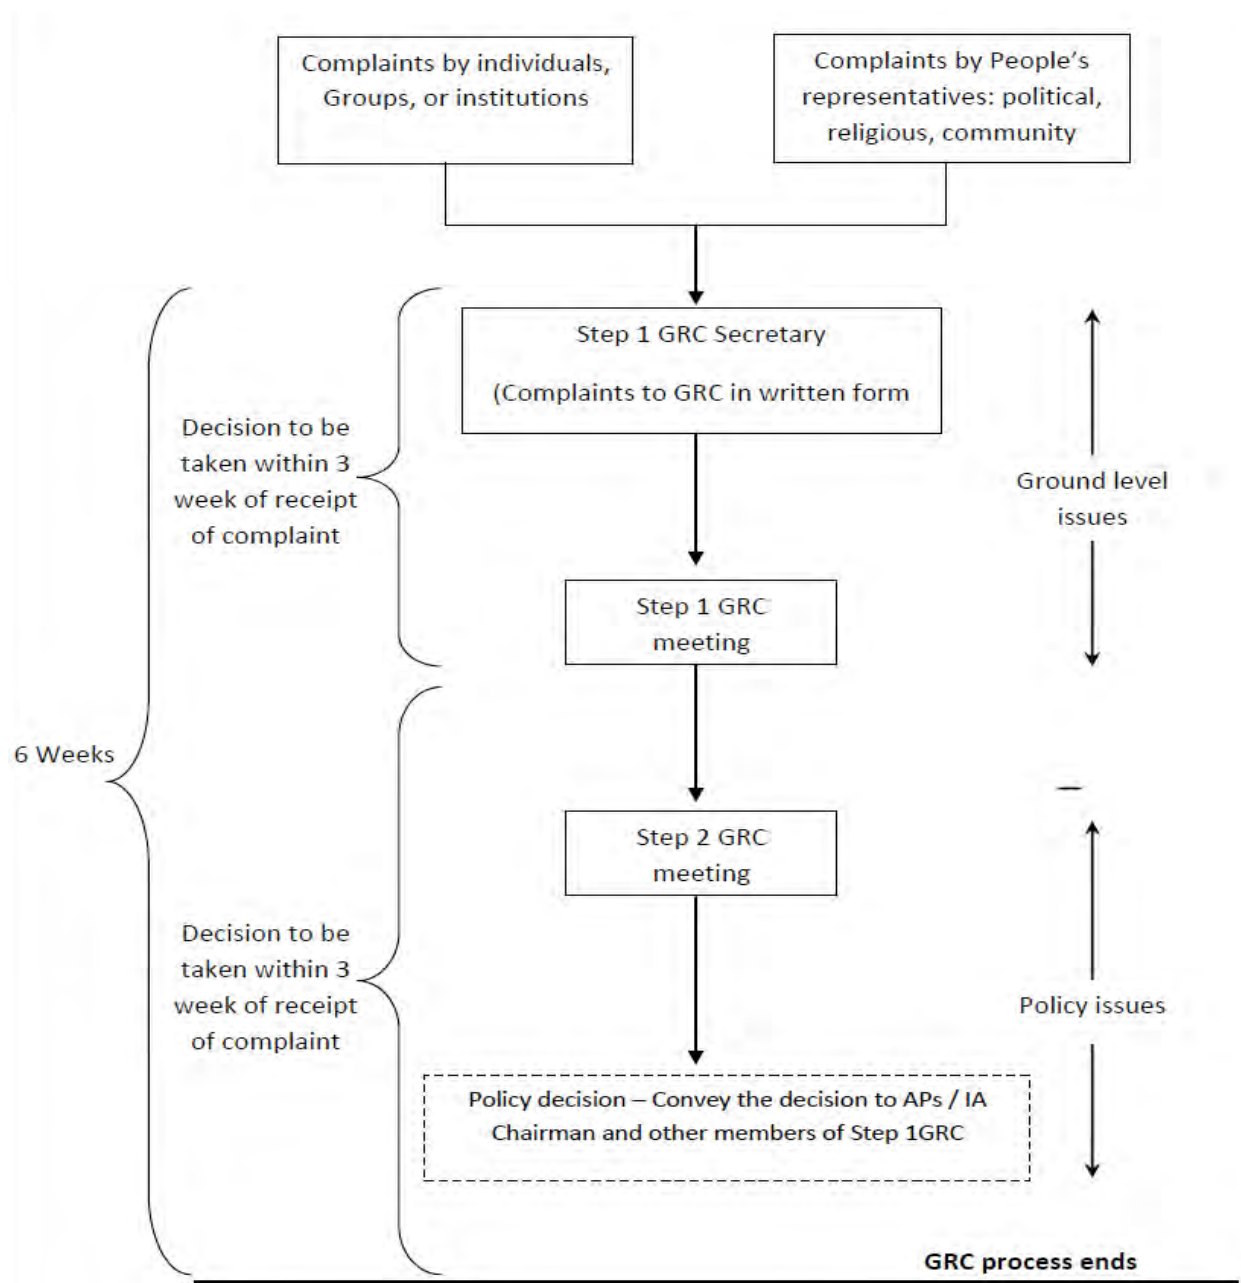 Complaints by individuals,
Groups, or institutions
Complaints by People's
representatives: political,
religious, community
Step 1 GRC Secretary
(Complaints to GRC in written form
Decision to be
taken within 3
week of receipt
of complaint
Ground level
issues
Step 1 GRC
meeting
6 Weeks
Step 2 GRC
meeting
Decision to be
taken within 3
week of receipt
of complaint
Policy issues
Policy decision – Convey the decision to APs / IA
Chairman and other members of Step 1GRC
GRC process ends